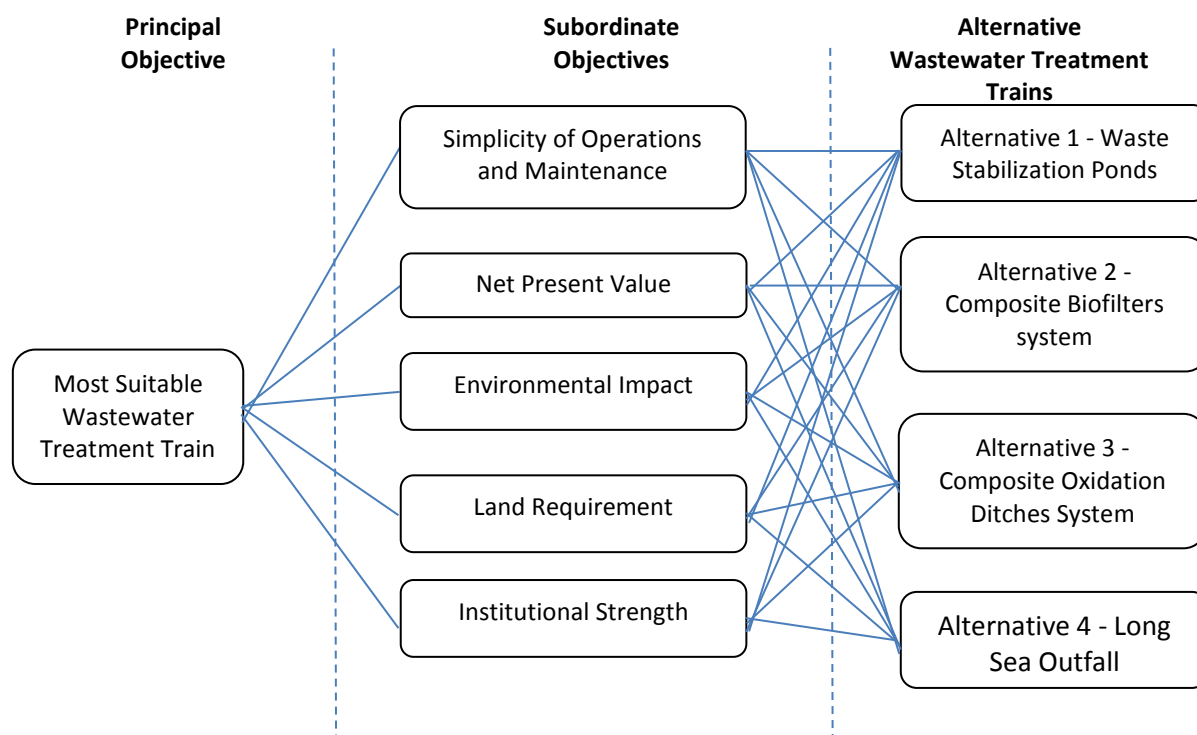 Principal
Objective
Subordinate
Objectives
Alternative
Wastewater Treatment
Trains
Most Suitable
Wastewater
Treatment Train
Simplicity of Operations
and Maintenance
Net Present Value
Environmental Impact
Land Requirement
Institutional Strength
Alternative 1 - Waste
Stabilization Ponds
Alternative 2 -
Composite Biofilters
system
Alternative 3 -
Composite Oxidation
Ditches System
Alternative 4 - Long
Sea Outfall